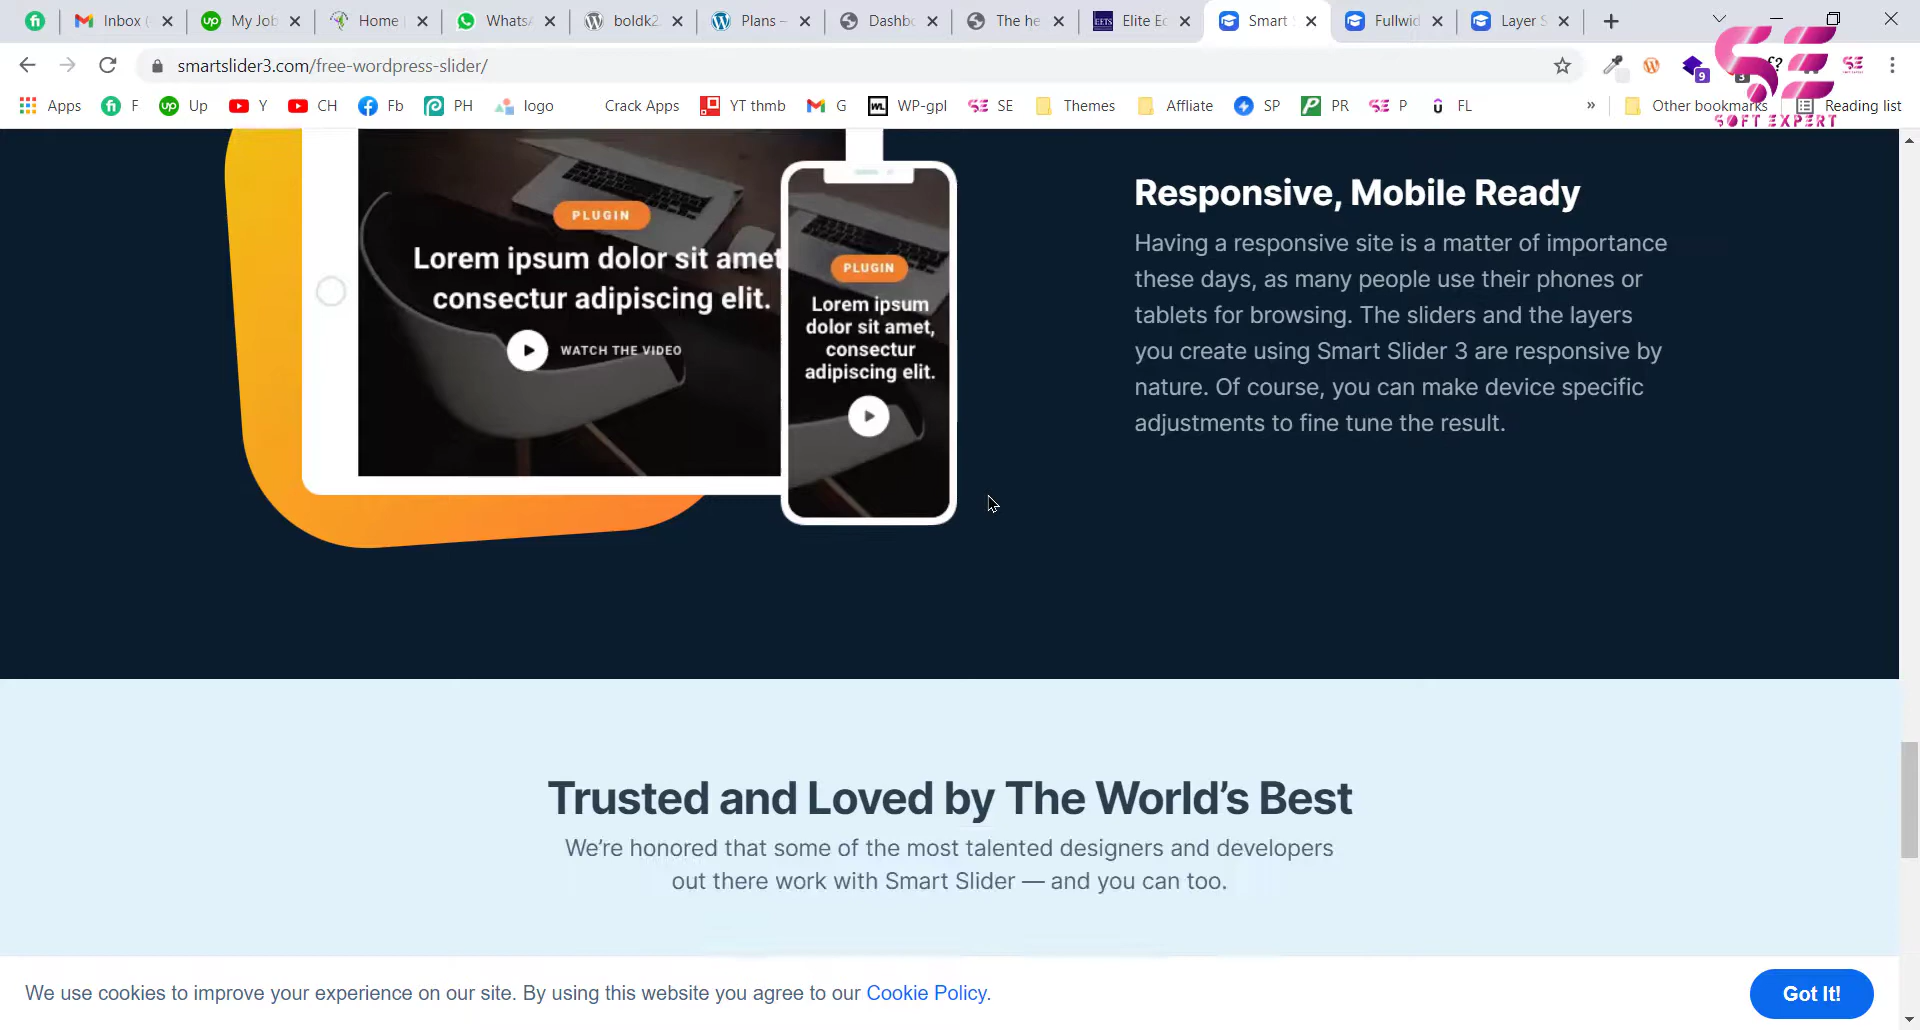 Inbox (
My Job
Home
WhatsA
boldk2
Plans –
Dashbo
The he
Elite Ec
Smart
Fullwid
Layer S
smartslider3.com/free-wordpress-slider/
9
3
f?
SE
Apps
F
Up
Y
CH
Fb
PH
logo
Crack Apps
YT thmb
G
WP-gpl
SE
Themes
Affliate
SP
PR
P
FL
»
Other bookmarks
Reading list
SE
SOFT EXPERT
PLUGIN
Lorem ipsum dolor sit amet
consectur adipiscing elit.
WATCH THE VIDEO
PLUGIN
Lorem ipsum
dolor sit amet,
consectur
adipiscing elit.
Responsive, Mobile Ready
Having a responsive site is a matter of importance
these days, as many people use their phones or
tablets for browsing. The sliders and the layers
you create using Smart Slider 3 are responsive by
nature. Of course, you can make device specific
adjustments to fine tune the result.
Trusted and Loved by The World’s Best
We’re honored that some of the most talented designers and developers
out there work with Smart Slider — and you can too.
We use cookies to improve your experience on our site. By using this website you agree to our Cookie Policy.
Got It!